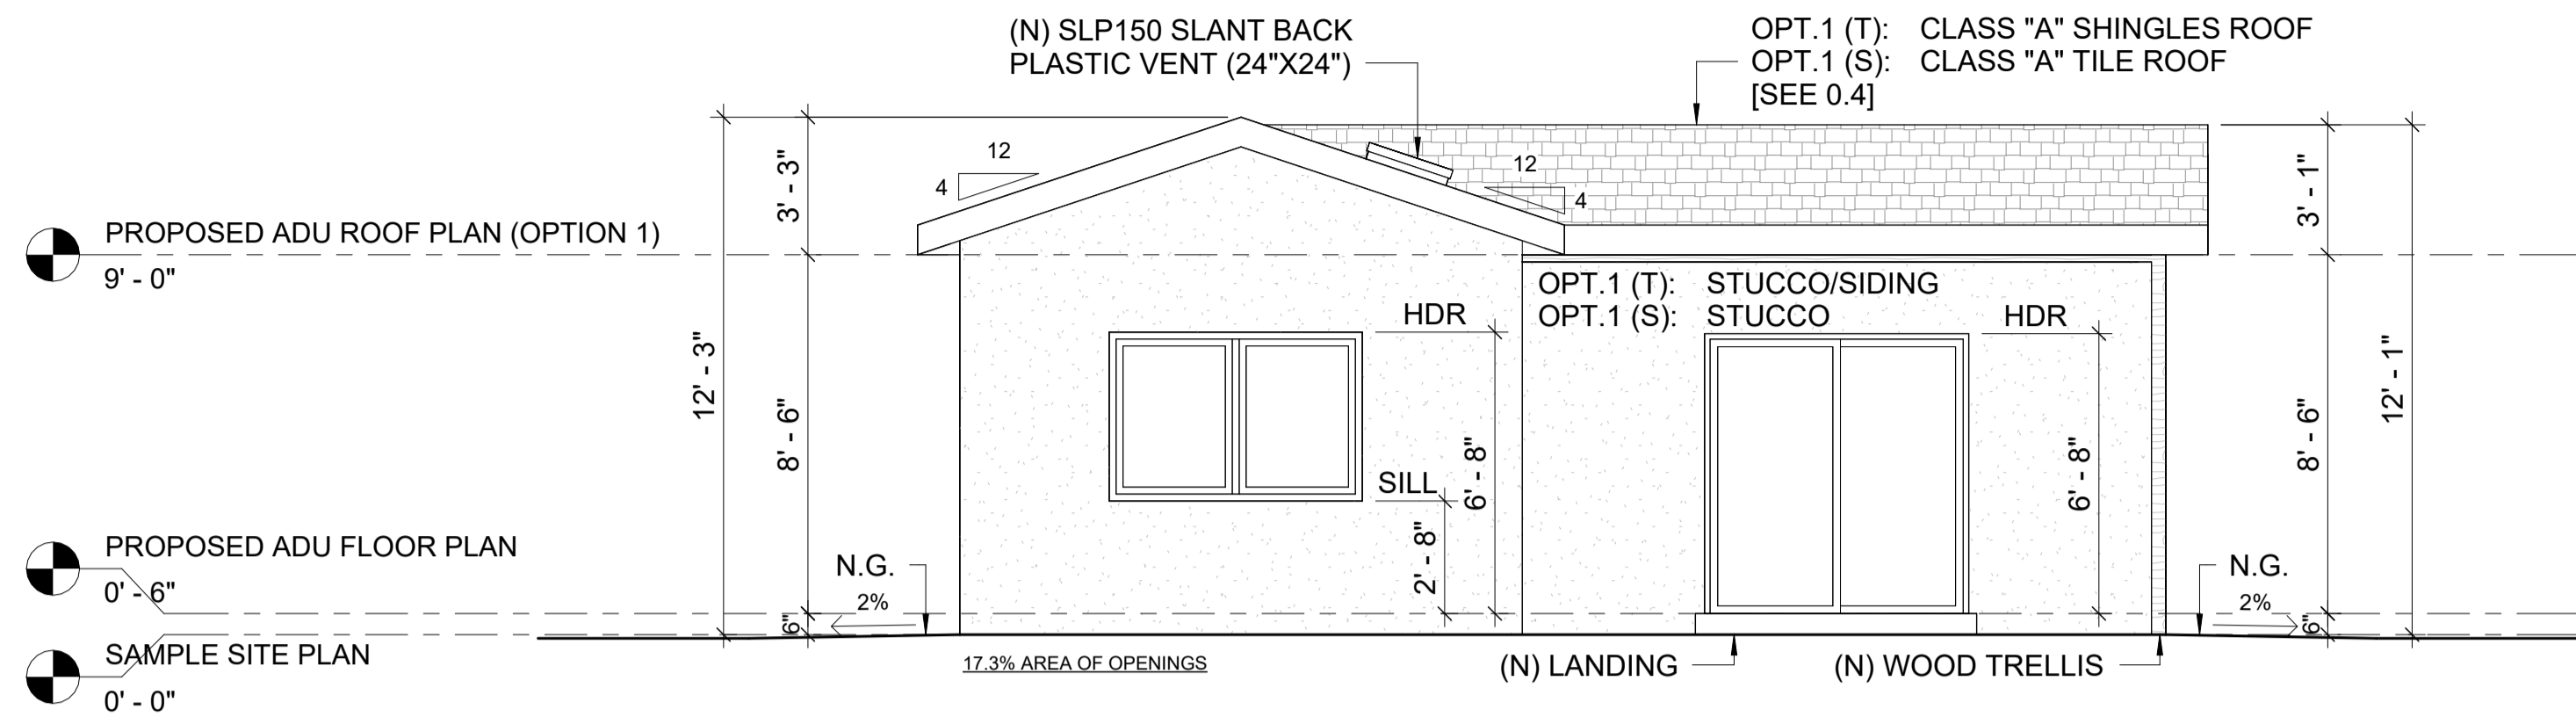 (N) SLP150 SLANT BACK
PLASTIC VENT (24"X24")
OPT.1 (T): CLASS "A" SHINGLES ROOF
OPT.1 (S): CLASS "A" TILE ROOF
[SEE 0.4]
12
4
12
4
3' - 3"
3' - 1"
PROPOSED ADU ROOF PLAN (OPTION 1)
9' - 0"
OPT.1 (T): STUCCO/SIDING
OPT.1 (S): STUCCO
HDR
HDR
12' - 3"
8' - 6"
SILL
6' - 8"
2' - 8"
6' - 8"
8' - 6"
12' - 1"
PROPOSED ADU FLOOR PLAN
0' - 6"
N.G.
2%
6"
N.G.
2%
6"
SAMPLE SITE PLAN
0' - 0"
17.3% AREA OF OPENINGS
(N) LANDING
(N) WOOD TRELLIS